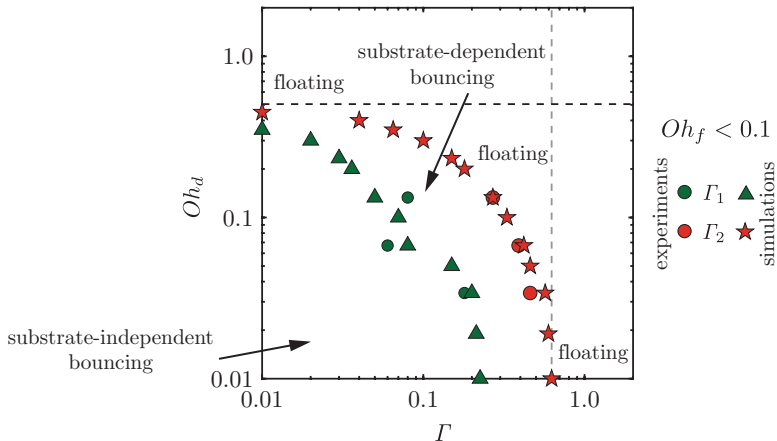 substrate-dependent
bouncing
floating
floating
floating
substrate-independent
bouncing
1.0
0.1
0.01
Oh_d
0.01
0.1
1.0
Γ
Oh_f < 0.1
experiments
Γ_1
Γ_2
simulations